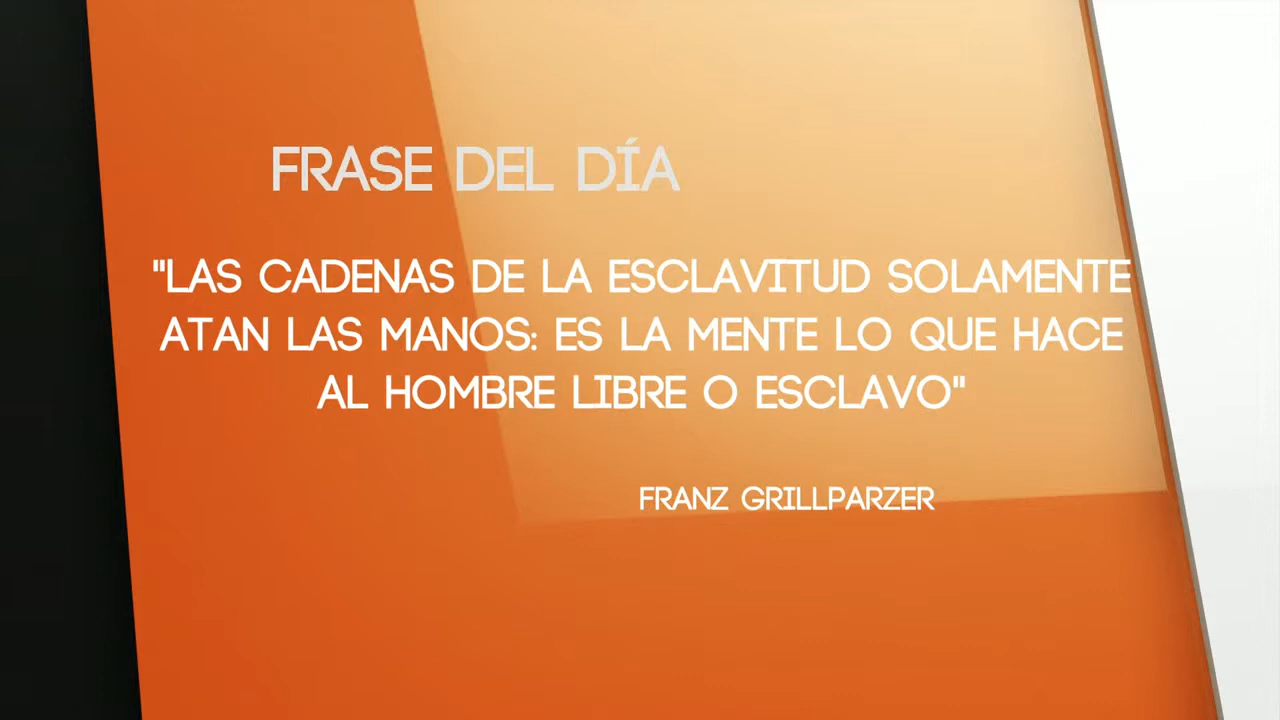 FRASE DEL DÍA
"LAS CADENAS DE LA ESCLAVITUD SOLAMENTE
ATAN LAS MANOS: ES LA MENTE LO QUE HACE
AL HOMBRE LIBRE O ESCLAVO"
FRANZ GRILLPARZER